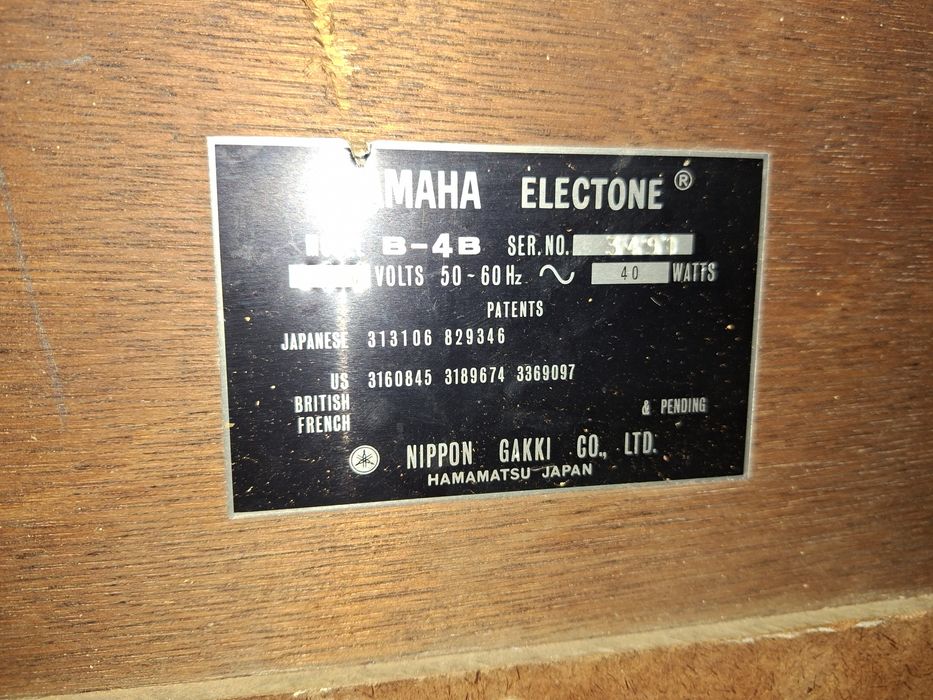 AMAHA ELECTONE ®
B-4B SER.NO.
VOLTS 50~60Hz ~ 40 WATTS
PATENTS
JAPANESE 313106 829346
US 3160845 3189674 3369097
BRITISH
FRENCH & PENDING
NIPPON GAKKI CO., LTD.
HAMAMATSU JAPAN